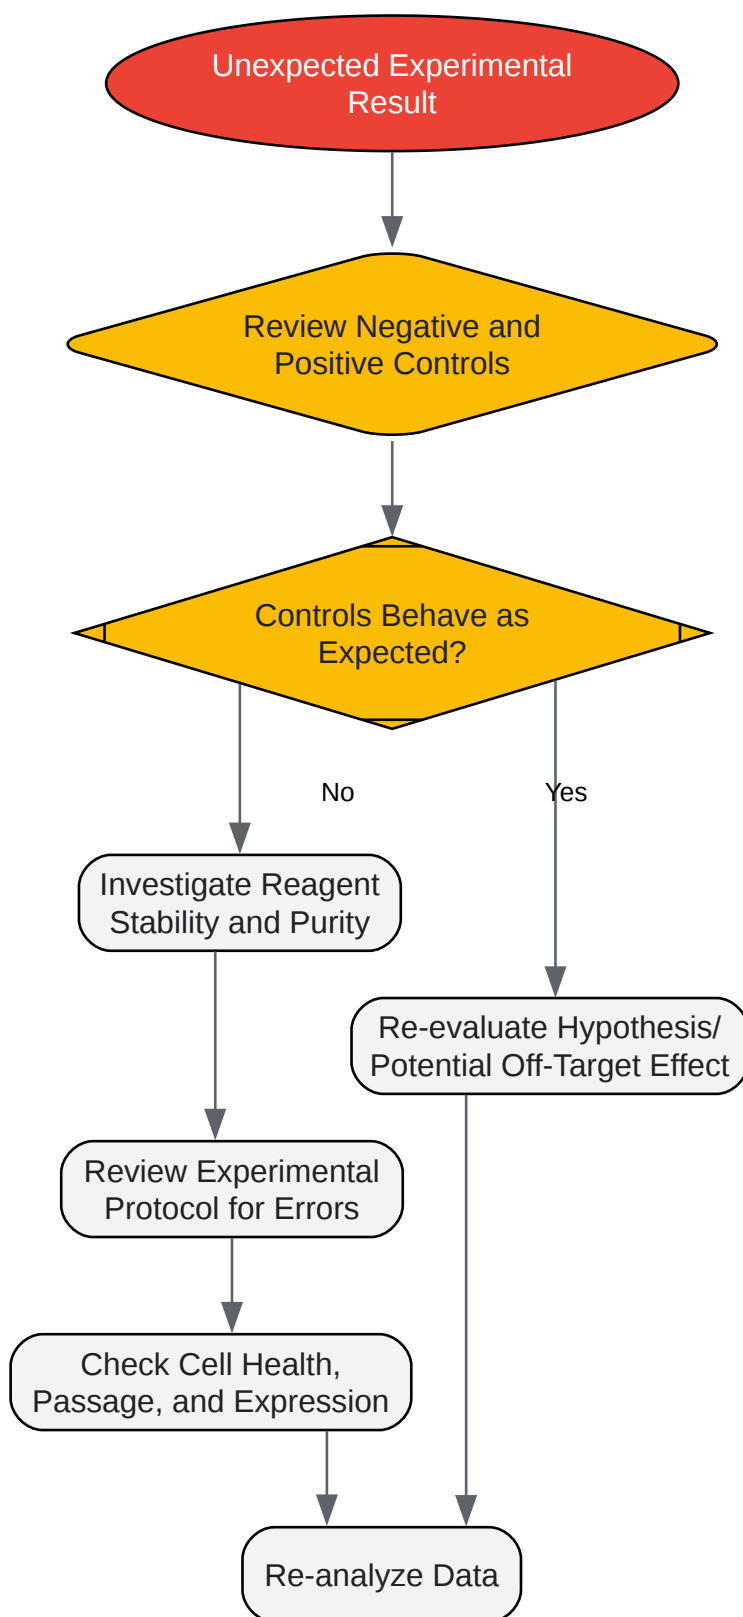 Unexpected Experimental
Result
Review Negative and
Positive Controls
Controls Behave as
Expected?
No
Yes
Investigate Reagent
Stability and Purity
Re-evaluate Hypothesis/
Potential Off-Target Effect
Review Experimental
Protocol for Errors
Check Cell Health,
Passage, and Expression
Re-analyze Data